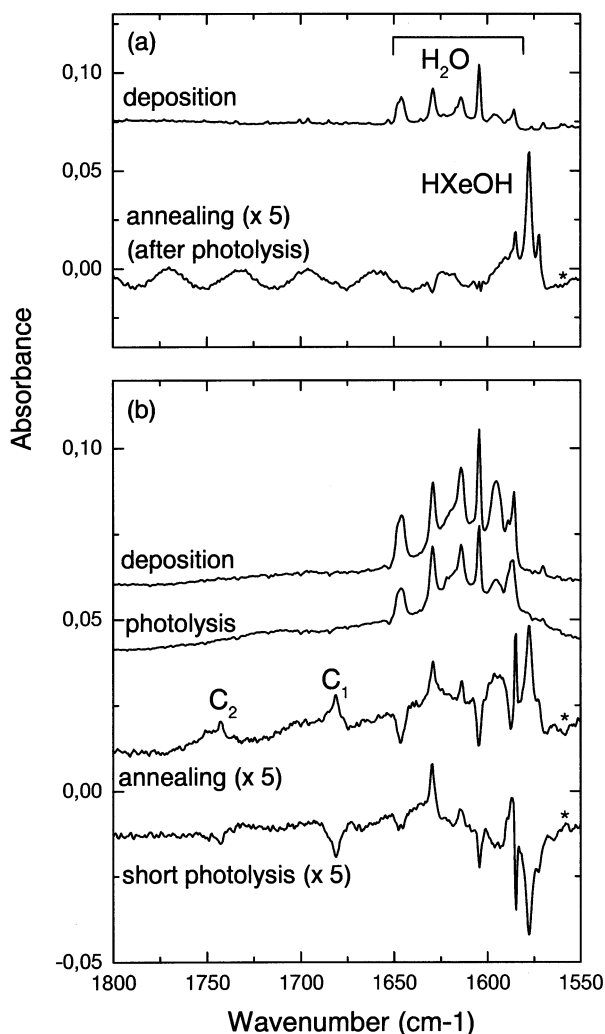 (a)
H₂O
0,10
deposition
0,05
HXeOH
annealing (x 5)
(after photolysis)
0,00
*
Absorbance
(b)
0,10
deposition
0,05
photolysis
C₁
C₂
*
annealing (x 5)
0,00
*
short photolysis (x 5)
-0,05
1800 1750 1700 1650 1600 1550
Wavenumber (cm-1)